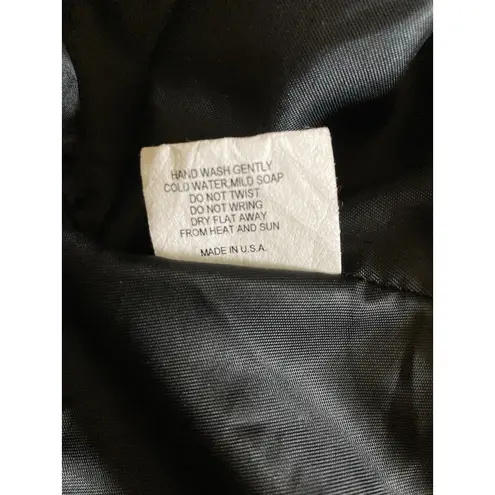 HAND WASH GENTLY
COLD WATER, MILD SOAP
DO NOT TWIST
DO NOT WRING
DRY FLAT AWAY
FROM HEAT AND SUN
MADE IN U.S.A.